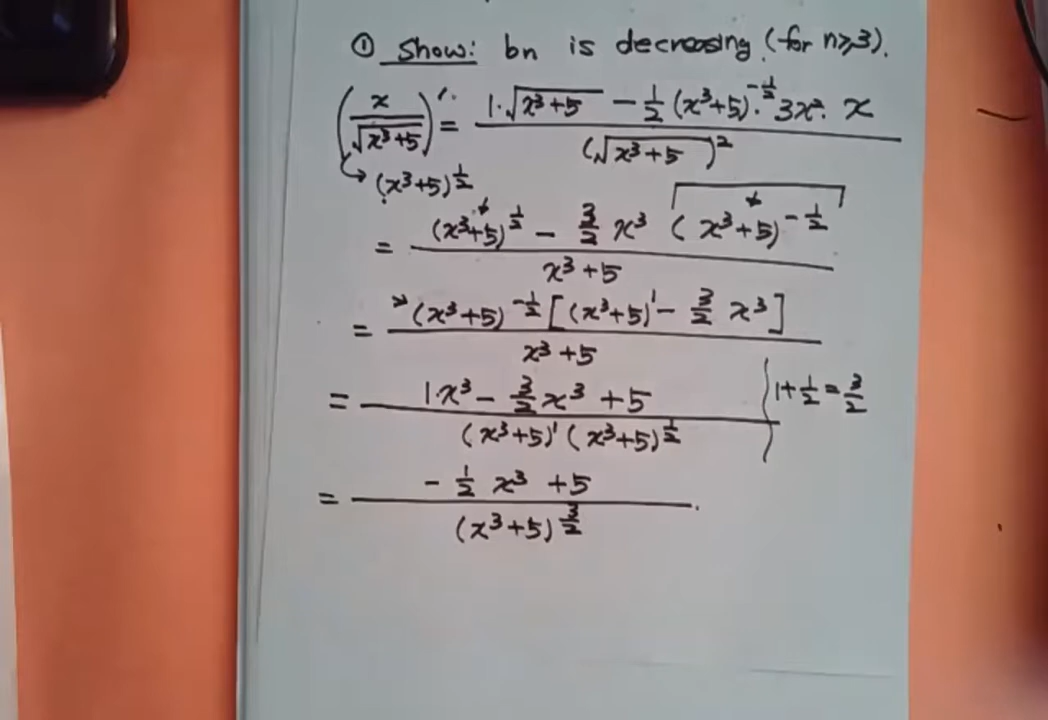 ① Show: bn is decreasing (for n≥3).
(x/√(x³+5))' = (1·√(x³+5) - 1/2 (x³+5)^(-1/2) · 3x² · x)/(√(x³+5))²
↳ (x³+5)^(1/2)
= ((x³+5)^(1/2) - 3/2 x³ (x³+5)^(-1/2))/(x³+5)
= ((x³+5)^(-1/2) [(x³+5)^1 - 3/2 x³])/(x³+5)
= (1·x³ - 3/2 x³ + 5)/((x³+5)^1 (x³+5)^(1/2)) 1 + 1/2 = 3/2
= (-1/2 x³ + 5)/(x³+5)^(3/2).